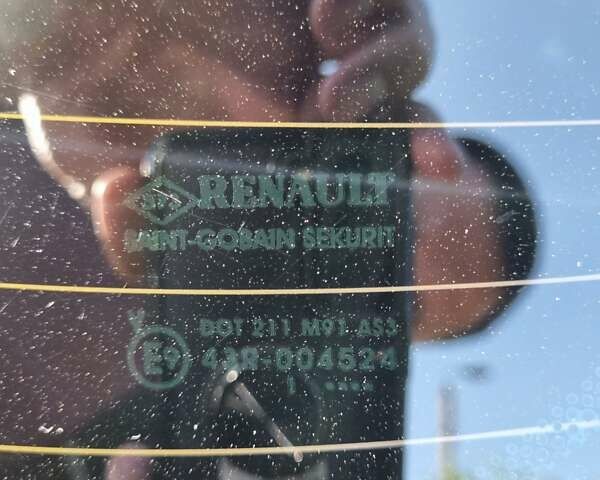 RENAULT
SAINT-GOBAIN SEKURIT
V
DOT 211 M91 AS3
E9 43R-004524